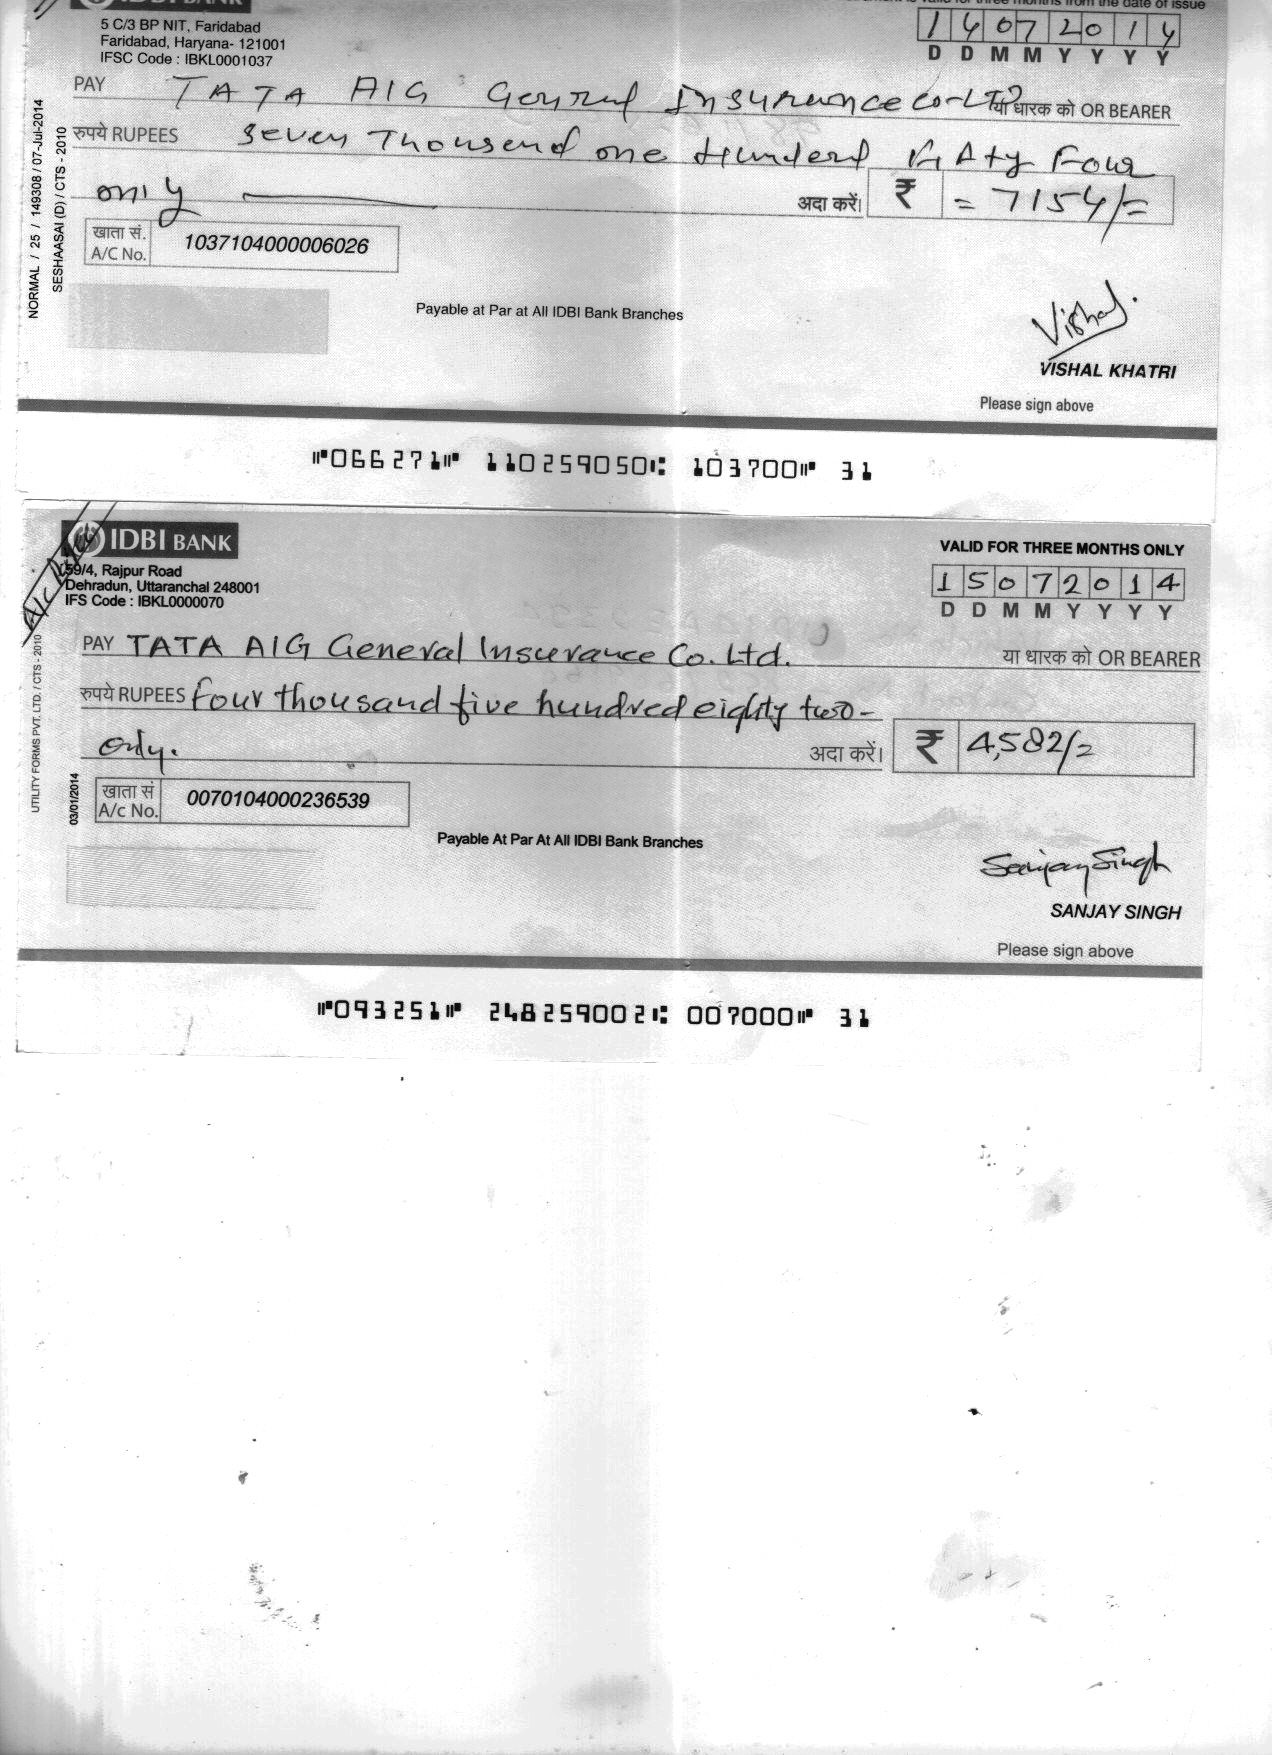 IDBI BANK
three months from the date of issue
5 C/3 BP NIT, Faridabad
Faridabad, Haryana- 121001
IFSC Code : IBKL0001037
1 4 0 7 2 0 1 4
D D M M Y Y Y Y
PAY TATA AIG General Insurance Co-LTD या धारक को OR BEARER
रुपये RUPEES Seven Thousend one Hunderd Four
only अदा करें। ₹ = 7154/=
खाता सं.
A/C No. 1037104000006026
NORMAL / 25 / 149308 / 07-Jul-2014
SESHAASAI (D) / CTS - 2010
Payable at Par at All IDBI Bank Branches
Vishal
VISHAL KHATRI
Please sign above
⑈066271⑈ 110259050⑆ 103700⑈ 31
A/c Payee
IDBI BANK
59/4, Rajpur Road
Dehradun, Uttaranchal 248001
IFS Code : IBKL0000070
VALID FOR THREE MONTHS ONLY
1 5 0 7 2 0 1 4
D D M M Y Y Y Y
PAY TATA AIG General Insurance Co. Ltd. या धारक को OR BEARER
रुपये RUPEES four thousand five hundred eighty two-
only. अदा करें। ₹ 4,582/=
खाता सं
A/c No. 0070104000236539
UTILITY FORMS PVT. LTD. / CTS - 2010
03/01/2014
Payable At Par At All IDBI Bank Branches
Sanjay Singh
SANJAY SINGH
Please sign above
⑈093251⑈ 248259002⑆ 007000⑈ 31